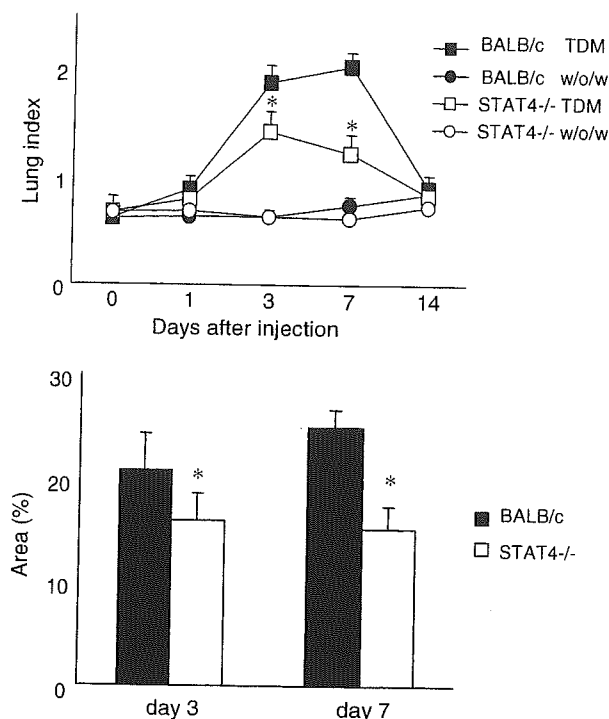 Lung index
2
1
0
*
*
BALB/c TDM
BALB/c w/o/w
STAT4-/- TDM
STAT4-/- w/o/w
0 1 3 7 14
Days after injection
Area (%)
30
20
10
0
*
*
BALB/c
STAT4-/-
day 3 day 7